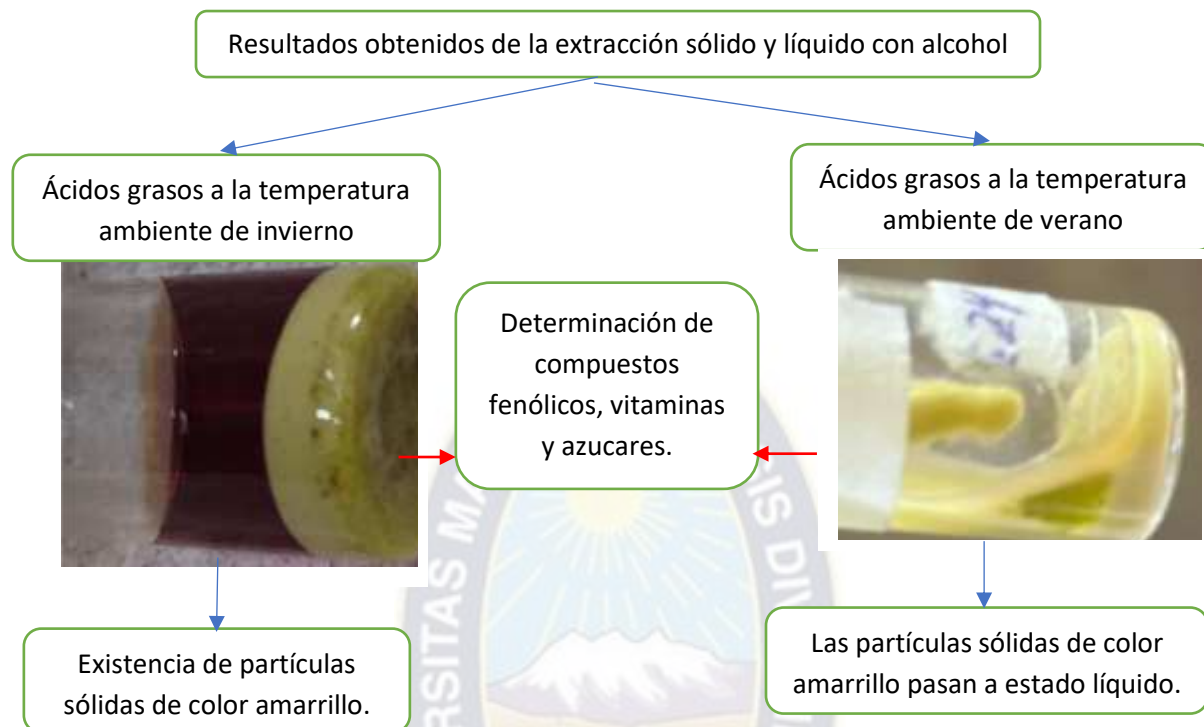 Resultados obtenidos de la extracción sólido y líquido con alcohol
Ácidos grasos a la temperatura
ambiente de invierno
Ácidos grasos a la temperatura
ambiente de verano
Determinación de
compuestos
fenólicos, vitaminas
y azucares.
Existencia de partículas
sólidas de color amarrillo.
Las partículas sólidas de color
amarrillo pasan a estado líquido.